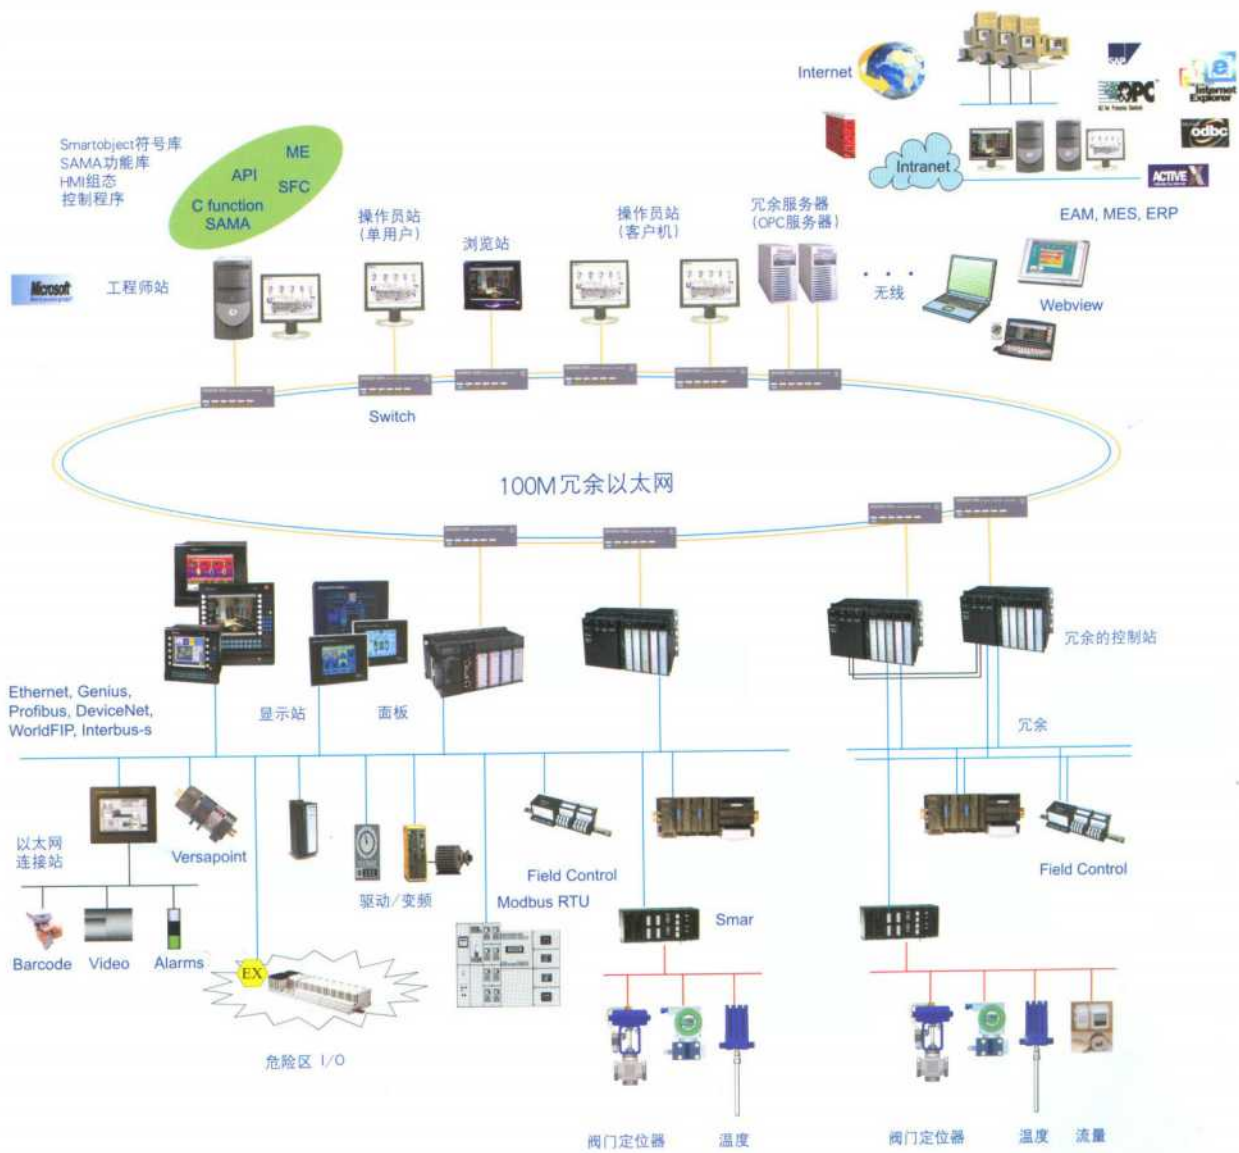 Internet
SAP
OPC
Internet
Explorer
odbc
Intranet
ACTIVE X
EAM, MES, ERP
Smartobject符号库
SAMA功能库
HMI组态
控制程序
ME
API
SFC
C function
SAMA
操作员站
(单用户)
浏览站
操作员站
(客户机)
冗余服务器
(OPC服务器)
Microsoft
工程师站
无线
Webview
Switch
100M冗余以太网
冗余的控制站
Ethernet, Genius,
Profibus, DeviceNet,
WorldFIP, Interbus-s
显示站
面板
冗余
以太网
连接站
Versapoint
驱动/变频
Field Control
Modbus RTU
Field Control
Smar
Barcode
Video
Alarms
EX
危险区 I/O
阀门定位器
温度
阀门定位器
温度
流量